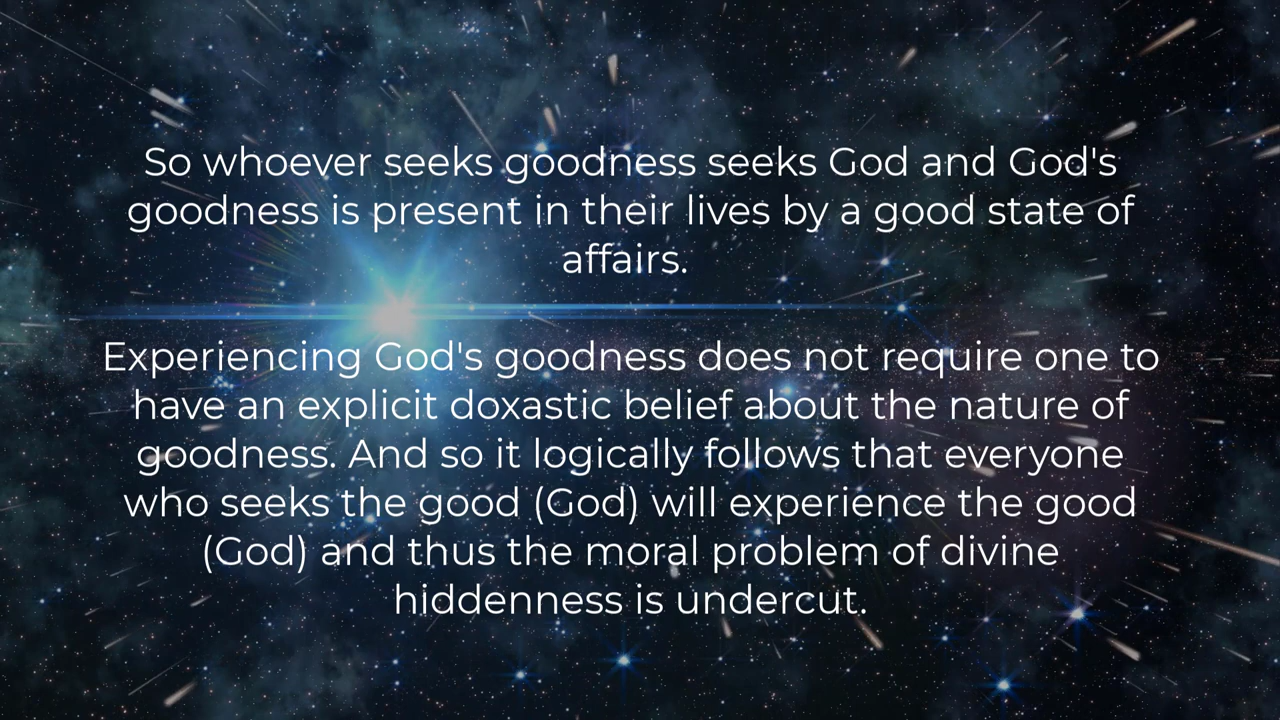 So whoever seeks goodness seeks God and God's
goodness is present in their lives by a good state of
affairs.
Experiencing God's goodness does not require one to
have an explicit doxastic belief about the nature of
goodness. And so it logically follows that everyone
who seeks the good (God) will experience the good
(God) and thus the moral problem of divine
hiddenness is undercut.